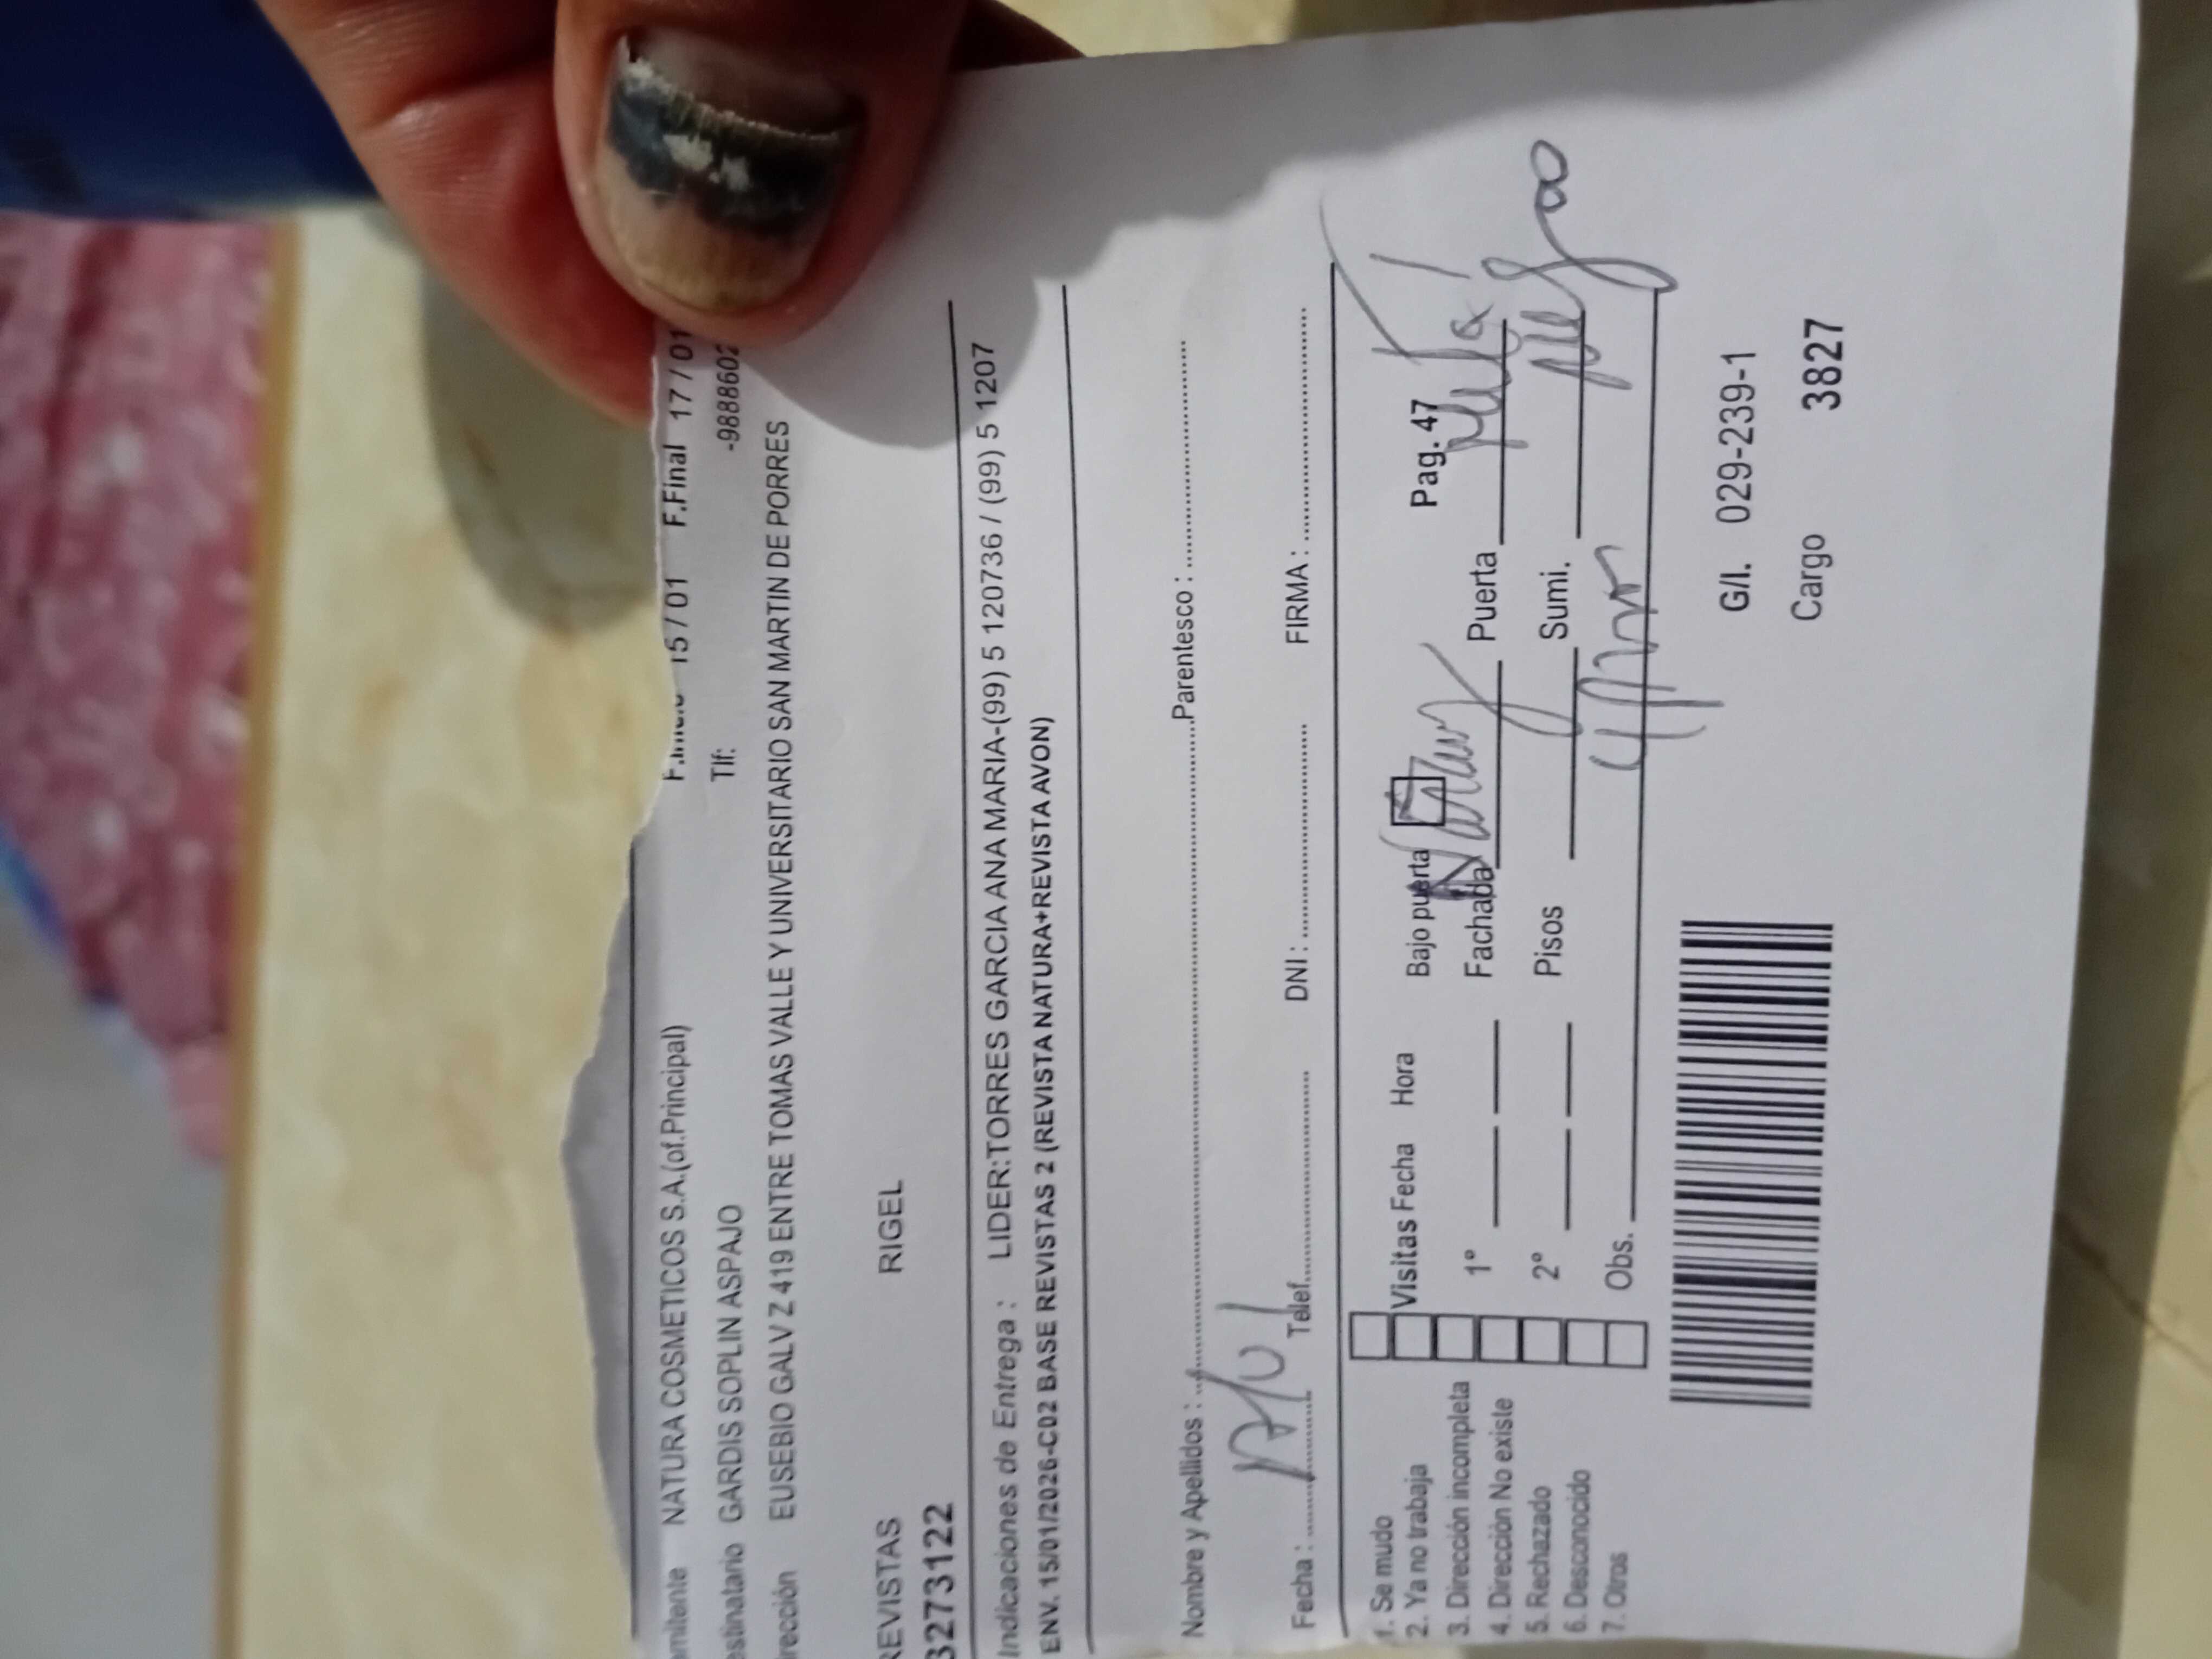 F.Inicio 15 / 01 F.Final 17 / 01
emitente NATURA COSMETICOS S.A.(of.Principal)
Tlf: -9888602
estinatario GARDIS SOPLIN ASPAJO
irección EUSEBIO GALV Z 419 ENTRE TOMAS VALLE Y UNIVERSITARIO SAN MARTIN DE PORRES
REVISTAS RIGEL
3273122
Indicaciones de Entrega : LIDER:TORRES GARCIA ANA MARIA-(99) 5 120736 / (99) 5 1207
ENV. 15/01/2026-C02 BASE REVISTAS 2 (REVISTA NATURA+REVISTA AVON)
Nombre y Apellidos : Parentesco :
Fecha : 17/01 Telef. DNI : FIRMA :
1. Se mudo
2. Ya no trabaja
3. Dirección incompleta
4. Dirección No existe
5. Rechazado
6. Desconocido
7. Otros
Visitas Fecha Hora Bajo puerta Pag. 47
1° Fachada Puerta
2° Pisos Sumi.
Obs.
G/I. 029-239-1
Cargo 3827